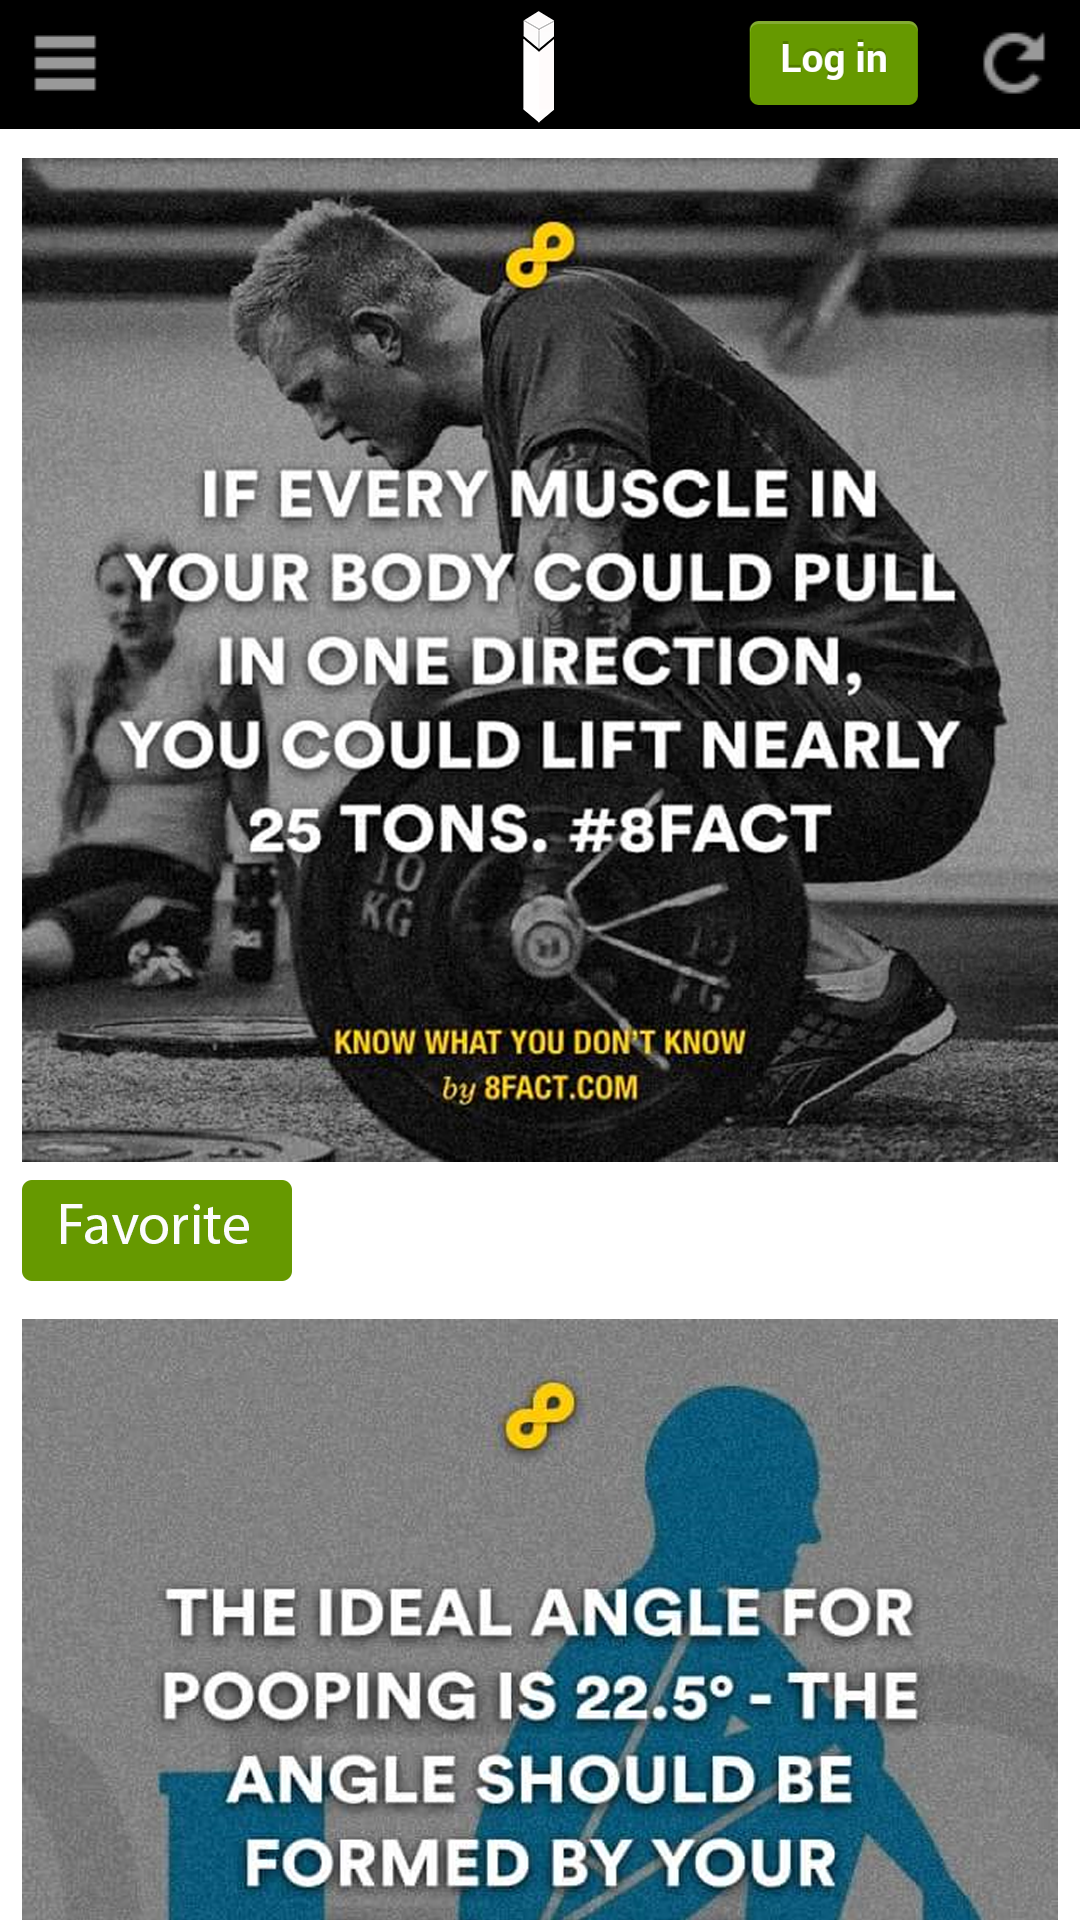 Log in
IF EVERY MUSCLE IN
YOUR BODY COULD PULL
IN ONE DIRECTION,
YOU COULD LIFT NEARLY
25 TONS. #8FACT
10
KG
10
KG
KNOW WHAT YOU DON'T KNOW
by 8FACT.COM
Favorite
THE IDEAL ANGLE FOR
POOPING IS 22.5° - THE
ANGLE SHOULD BE
FORMED BY YOUR